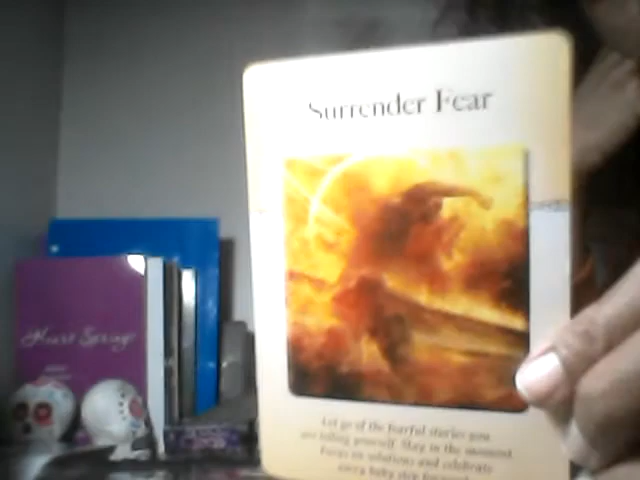 Surrender Fear
Let go of the fearful stories you
are telling yourself. Stay in the moment.
Focus on solutions and celebrate
every baby step forward
Heart Springs